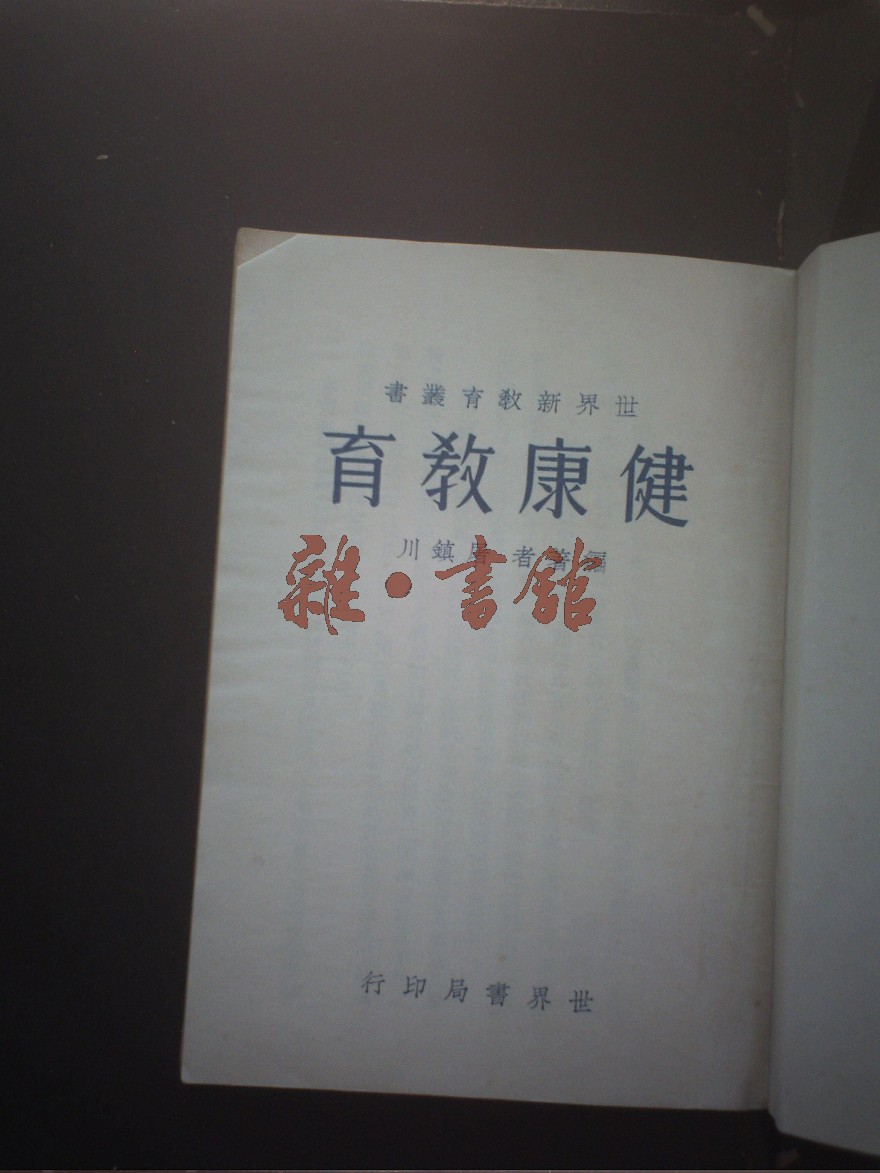 世界新教育叢書
健康教育
編著者 屠鎮川
雜·書館
世界書局印行